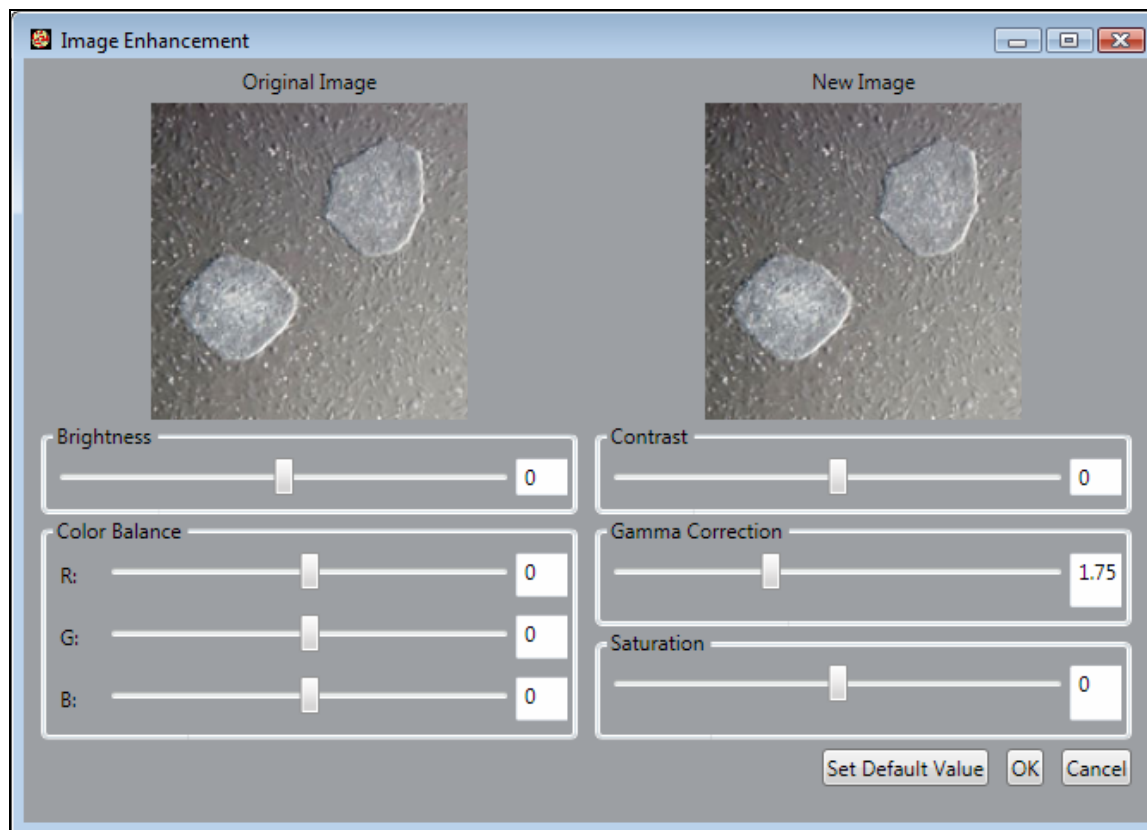 Image Enhancement
Original Image
New Image
Brightness
0
Contrast
0
Color Balance
R:
0
G:
0
B:
0
Gamma Correction
1.75
Saturation
0
Set Default Value
OK
Cancel